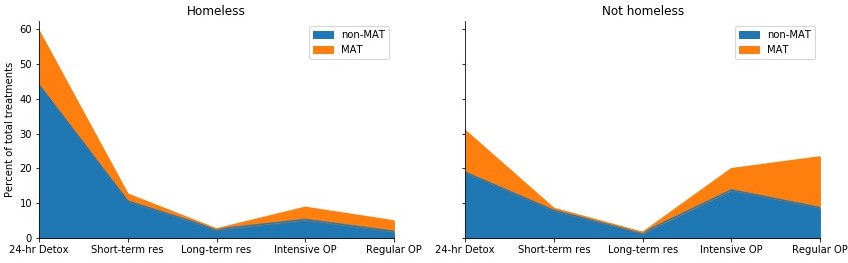 Homeless
Not homeless
non-MAT
MAT
non-MAT
MAT
Percent of total treatments
60
50
40
30
20
10
0
24-hr Detox Short-term res Long-term res Intensive OP Regular OP
24-hr Detox Short-term res Long-term res Intensive OP Regular OP